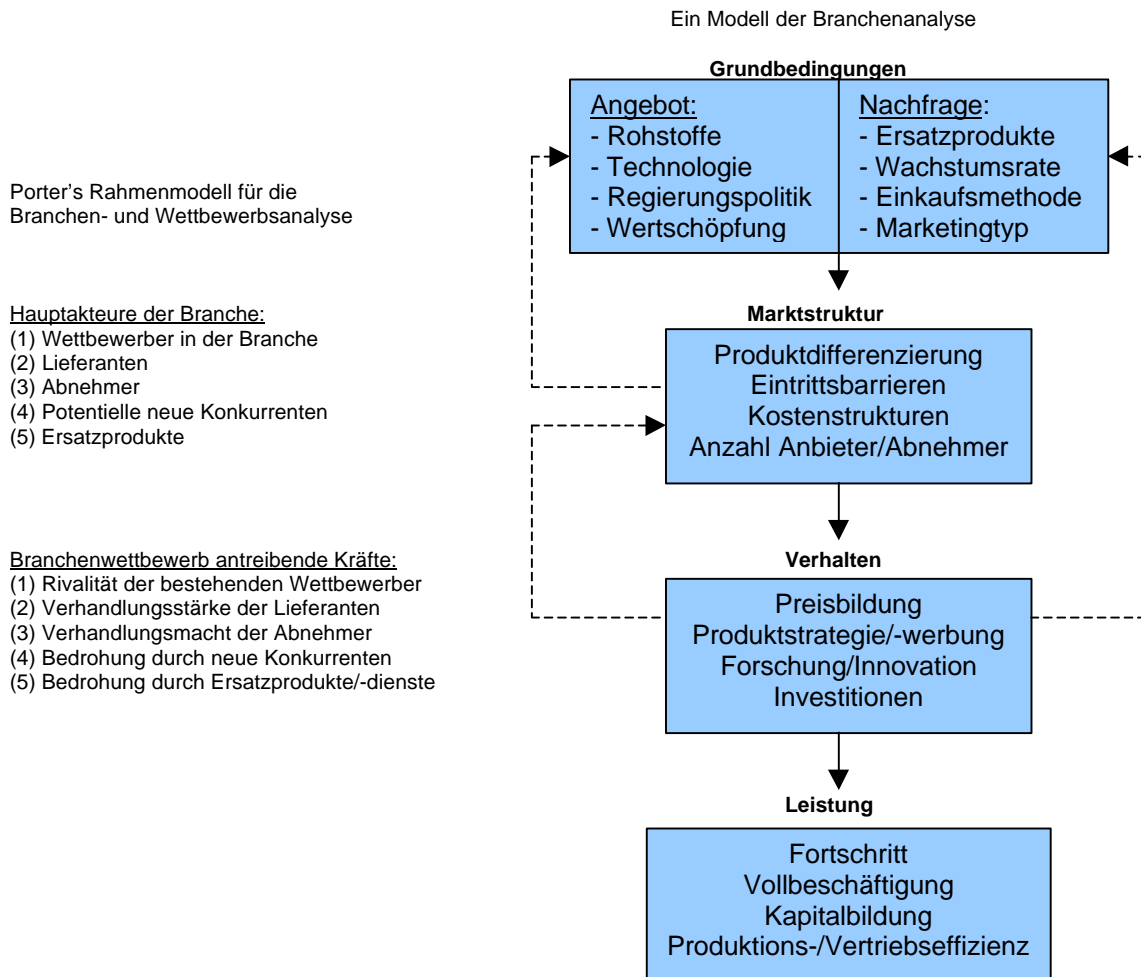 Ein Modell der Branchenanalyse
Grundbedingungen
Angebot:
- Rohstoffe
- Technologie
- Regierungspolitik
- Wertschöpfung
Nachfrage:
- Ersatzprodukte
- Wachstumsrate
- Einkaufsmethode
- Marketingtyp
Porter's Rahmenmodell für die
Branchen- und Wettbewerbsanalyse
Hauptakteure der Branche:
(1) Wettbewerber in der Branche
(2) Lieferanten
(3) Abnehmer
(4) Potentielle neue Konkurrenten
(5) Ersatzprodukte
Marktstruktur
Produktdifferenzierung
Eintrittsbarrieren
Kostenstrukturen
Anzahl Anbieter/Abnehmer
Branchenwettbewerb antreibende Kräfte:
(1) Rivalität der bestehenden Wettbewerber
(2) Verhandlungsstärke der Lieferanten
(3) Verhandlungsmacht der Abnehmer
(4) Bedrohung durch neue Konkurrenten
(5) Bedrohung durch Ersatzprodukte/-dienste
Verhalten
Preisbildung
Produktstrategie/-werbung
Forschung/Innovation
Investitionen
Leistung
Fortschritt
Vollbeschäftigung
Kapitalbildung
Produktions-/Vertriebseffizienz